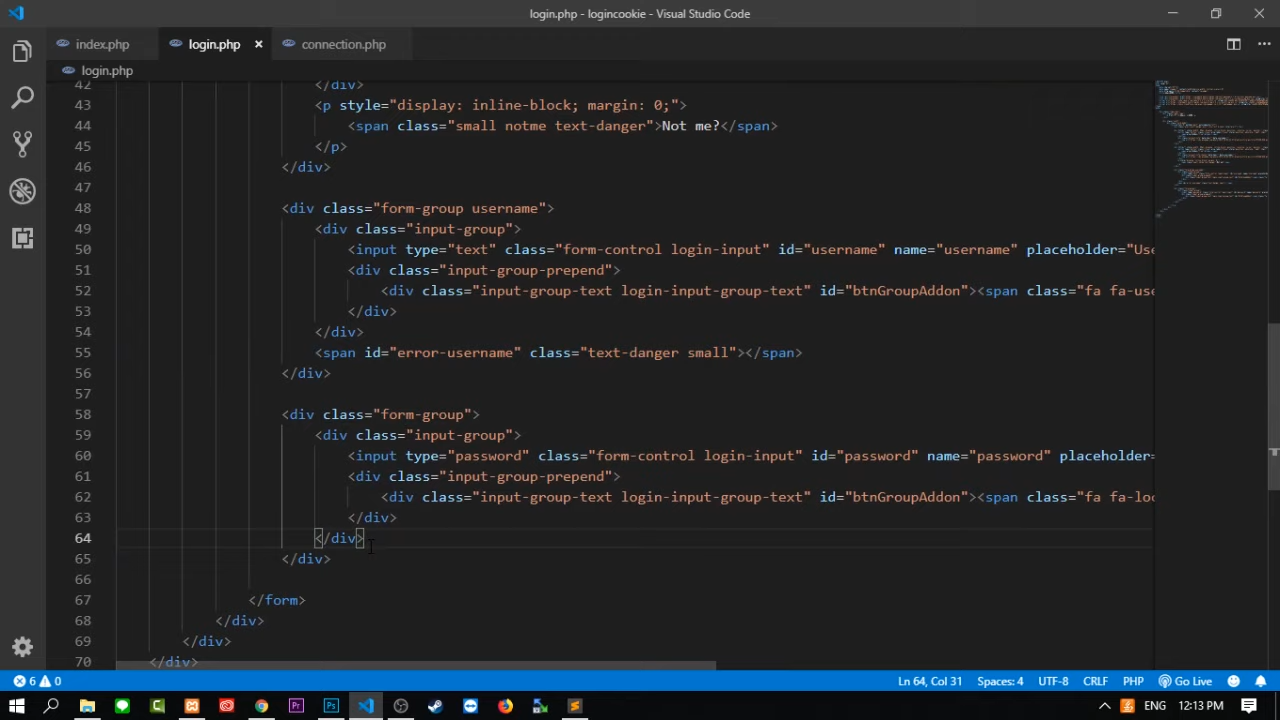 login.php - logincookie - Visual Studio Code
index.php
login.php
connection.php
login.php
42 </div>
43 <p style="display: inline-block; margin: 0;">
44 <span class="small notme text-danger">Not me?</span>
45 </p>
46 </div>
47
48 <div class="form-group username">
49 <div class="input-group">
50 <input type="text" class="form-control login-input" id="username" name="username" placeholder="Use
51 <div class="input-group-prepend">
52 <div class="input-group-text login-input-group-text" id="btnGroupAddon"><span class="fa fa-use
53 </div>
54 </div>
55 <span id="error-username" class="text-danger small"></span>
56 </div>
57
58 <div class="form-group">
59 <div class="input-group">
60 <input type="password" class="form-control login-input" id="password" name="password" placeholder=
61 <div class="input-group-prepend">
62 <div class="input-group-text login-input-group-text" id="btnGroupAddon"><span class="fa fa-loc
63 </div>
64 </div>
65 </div>
66
67 </form>
68 </div>
69 </div>
70 </div>
6 0
Ln 64, Col 31
Spaces: 4
UTF-8
CRLF
PHP
Go Live
ENG
12:13 PM